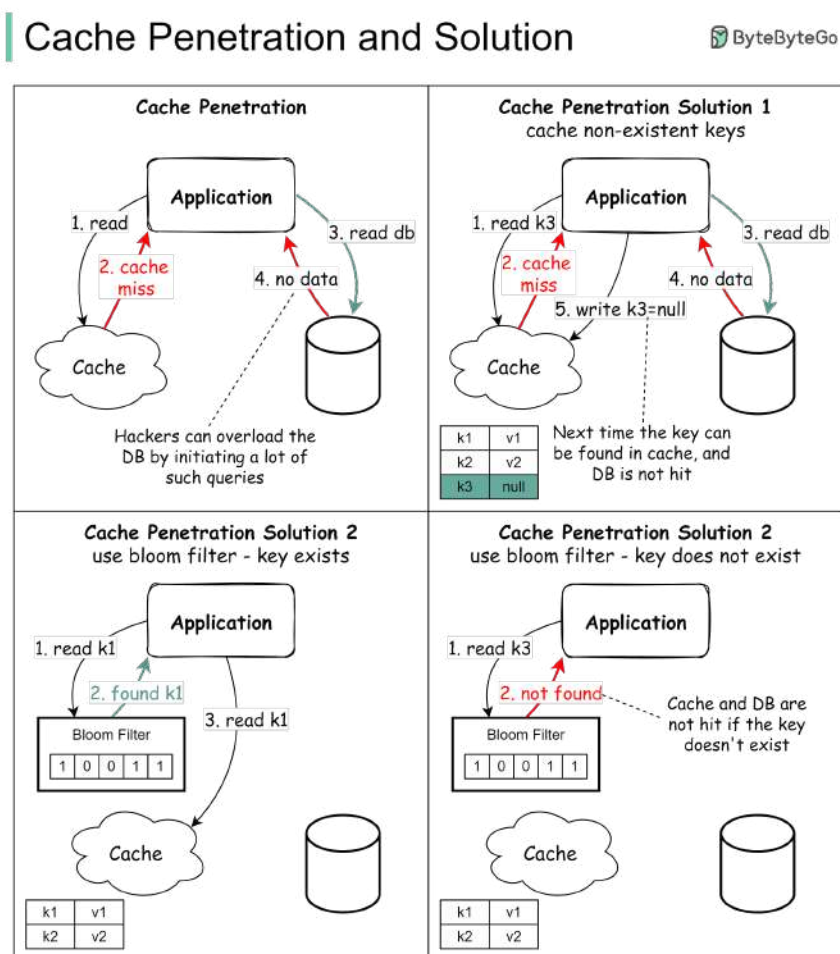 Cache Penetration and Solution
ByteByteGo
Cache Penetration
Application
1. read
2. cache
miss
3. read db
4. no data
Cache
Hackers can overload the
DB by initiating a lot of
such queries
Cache Penetration Solution 1
cache non-existent keys
Application
1. read k3
2. cache
miss
3. read db
4. no data
5. write k3=null
Cache
k1 v1
k2 v2
k3 null
Next time the key can
be found in cache, and
DB is not hit
Cache Penetration Solution 2
use bloom filter - key exists
Application
1. read k1
2. found k1
3. read k1
Bloom Filter
1 0 0 1 1
Cache
k1 v1
k2 v2
Cache Penetration Solution 2
use bloom filter - key does not exist
Application
1. read k3
2. not found
Cache and DB are
not hit if the key
doesn't exist
Bloom Filter
1 0 0 1 1
Cache
k1 v1
k2 v2